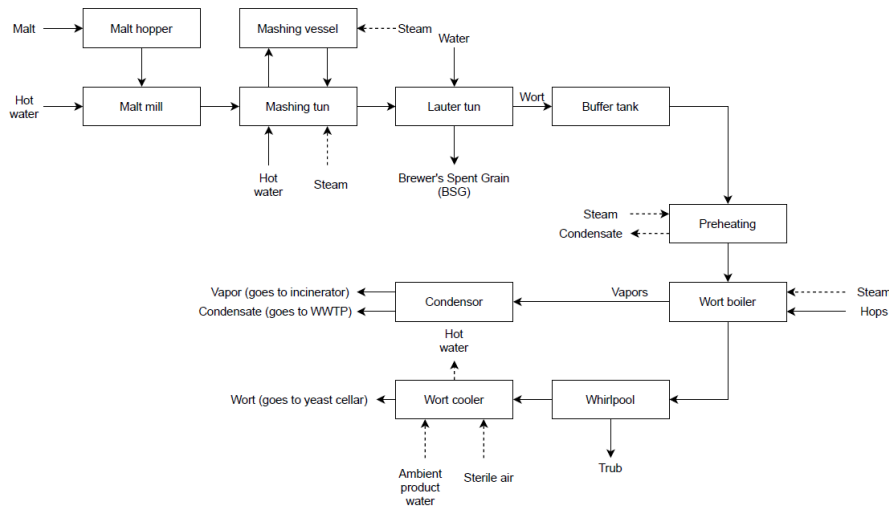 Malt
Malt hopper
Mashing vessel
Steam
Water
Hot
water
Malt mill
Mashing tun
Lauter tun
Wort
Buffer tank
Hot
water
Steam
Brewer's Spent Grain
(BSG)
Steam
Condensate
Preheating
Vapor (goes to incinerator)
Condensate (goes to WWTP)
Condensor
Vapors
Wort boiler
Steam
Hops
Hot
water
Wort (goes to yeast cellar)
Wort cooler
Whirlpool
Ambient
product
water
Sterile air
Trub